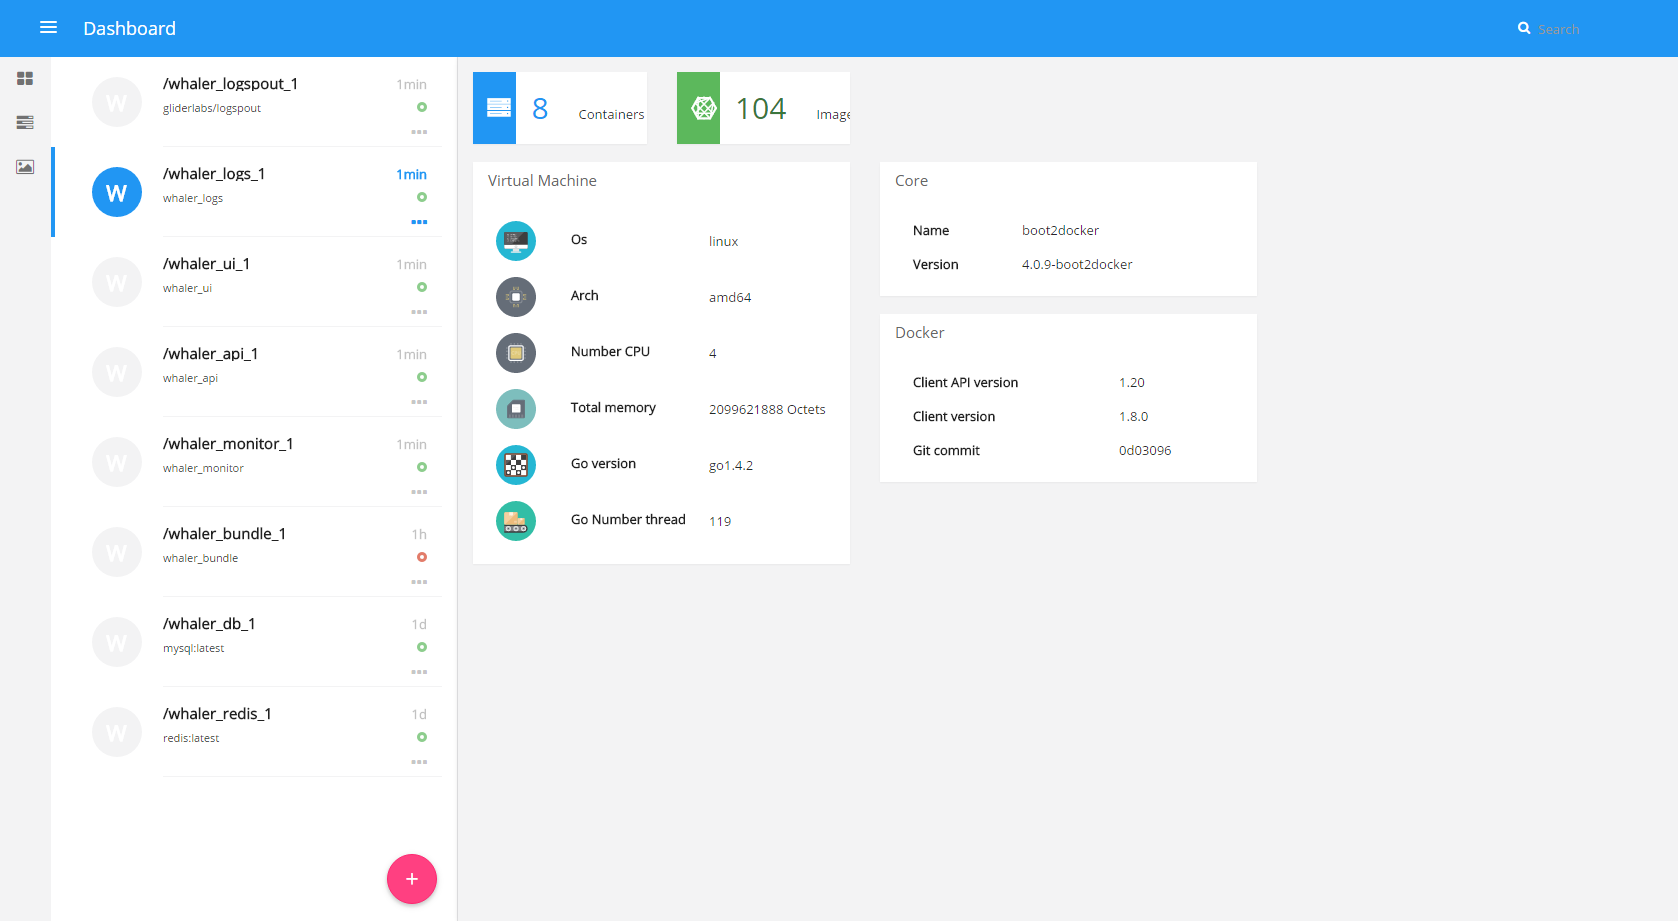 Dashboard
Search
W
/whaler_logspout_1
1min
gliderlabs/logspout
W
/whaler_logs_1
1min
whaler_logs
W
/whaler_ui_1
1min
whaler_ui
W
/whaler_api_1
1min
whaler_api
W
/whaler_monitor_1
1min
whaler_monitor
W
/whaler_bundle_1
1h
whaler_bundle
W
/whaler_db_1
1d
mysql:latest
W
/whaler_redis_1
1d
redis:latest
+
8 Containers
104 Image
Virtual Machine
Os linux
Arch amd64
Number CPU 4
Total memory 2099621888 Octets
Go version go1.4.2
Go Number thread 119
Core
Name boot2docker
Version 4.0.9-boot2docker
Docker
Client API version 1.20
Client version 1.8.0
Git commit 0d03096